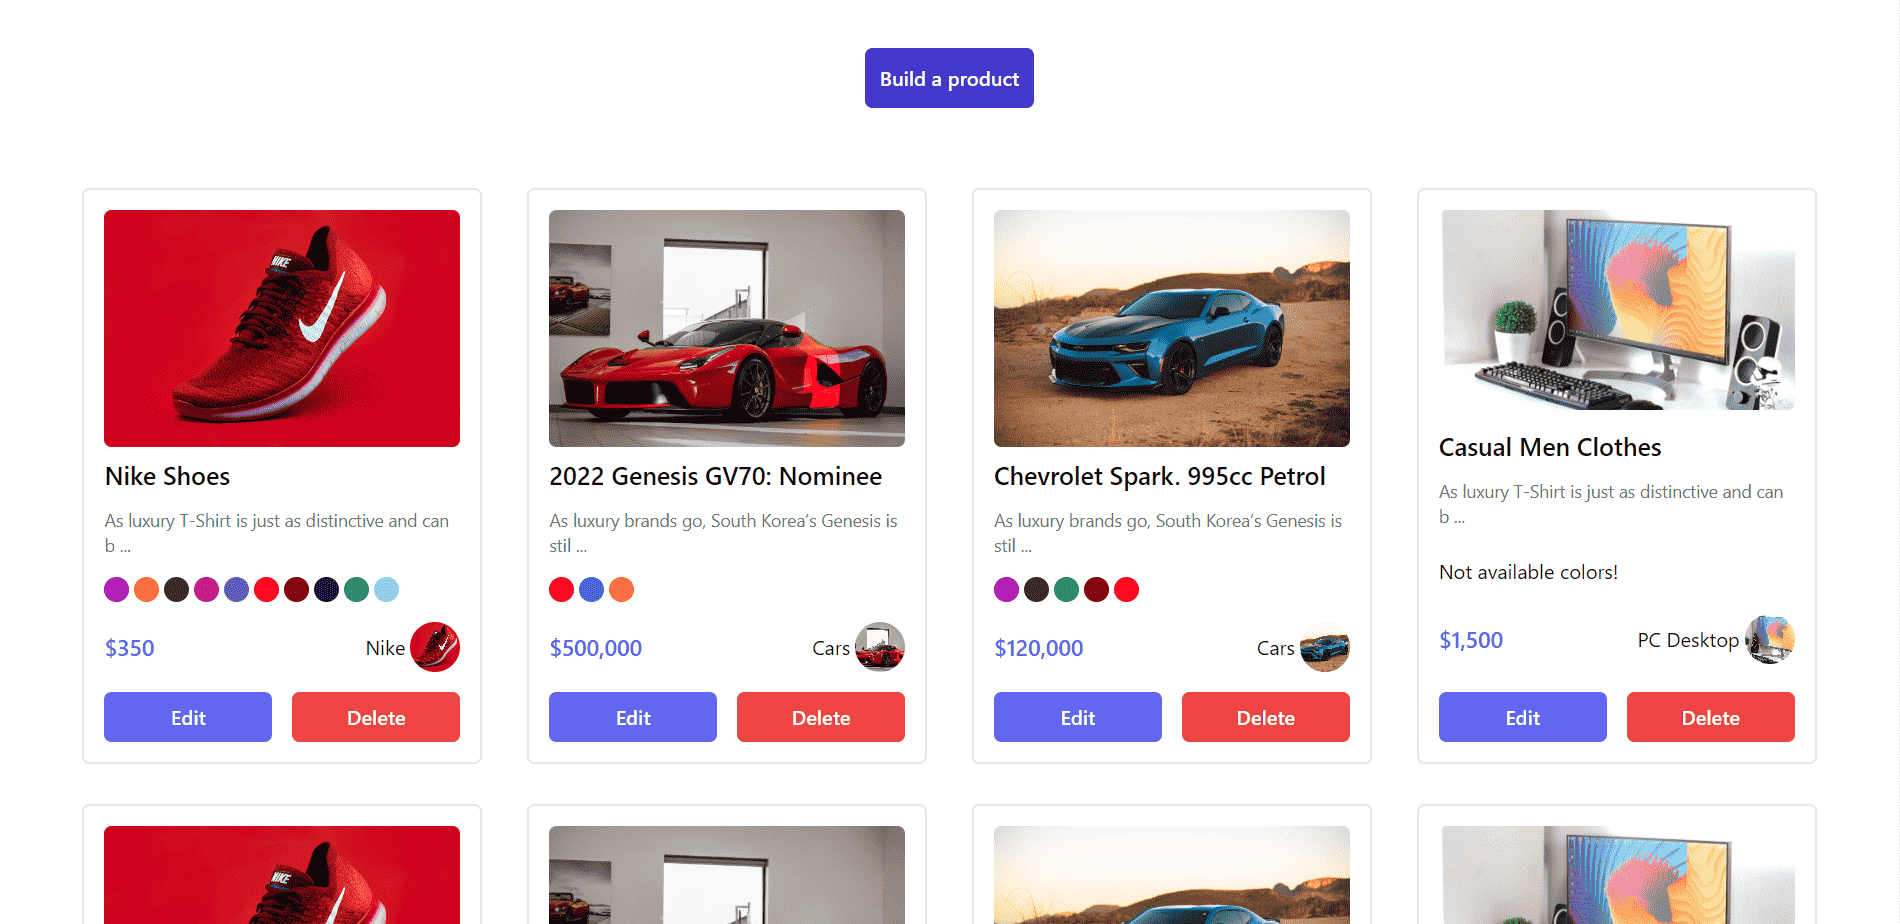 Build a product
NIKE
Nike Shoes
As luxury T-Shirt is just as distinctive and can
b ...
$350
Nike
Edit
Delete
2022 Genesis GV70: Nominee
As luxury brands go, South Korea’s Genesis is
stil ...
$500,000
Cars
Edit
Delete
Chevrolet Spark. 995cc Petrol
As luxury brands go, South Korea’s Genesis is
stil ...
$120,000
Cars
Edit
Delete
Casual Men Clothes
As luxury T-Shirt is just as distinctive and can
b ...
Not available colors!
$1,500
PC Desktop
Edit
Delete
NIKE